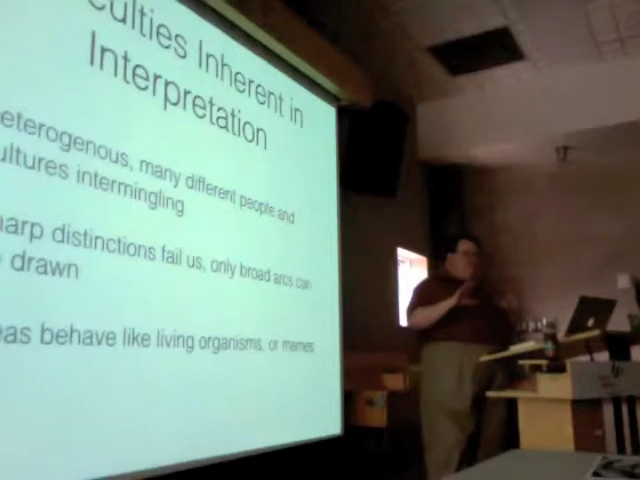 culties Inherent in
Interpretation
eterogenous, many different people and
ultures intermingling
harp distinctions fail us, only broad arcs can
drawn
eas behave like living organisms, or memes